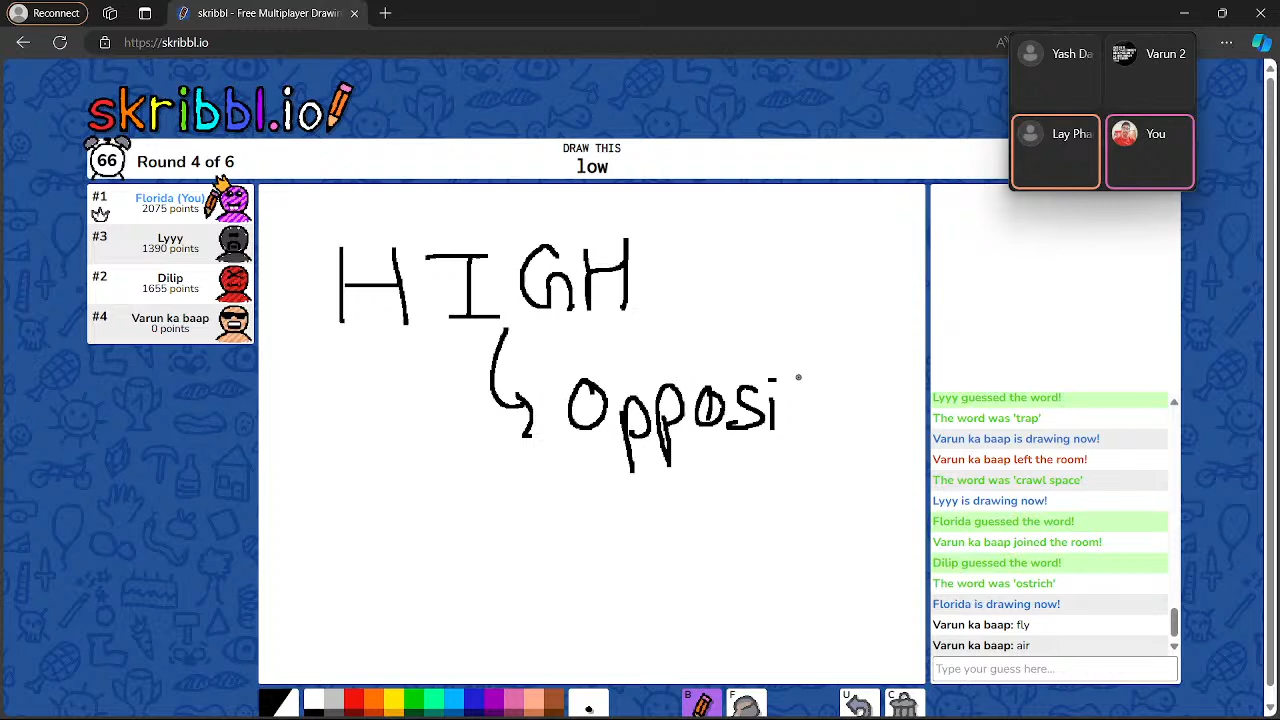 Reconnect
skribbl - Free Multiplayer Drawin
https://skribbl.io
Yash Da
Varun 2
Lay Pha
You
skribbl.io
66
Round 4 of 6
DRAW THIS
low
#1
Florida (You)
2075 points
#3
Lyyy
1390 points
#2
Dilip
1655 points
#4
Varun ka baap
0 points
HIGH
Opposi
Lyyy guessed the word!
The word was 'trap'
Varun ka baap is drawing now!
Varun ka baap left the room!
The word was 'crawl space'
Lyyy is drawing now!
Florida guessed the word!
Varun ka baap joined the room!
Dilip guessed the word!
The word was 'ostrich'
Florida is drawing now!
Varun ka baap: fly
Varun ka baap: air
Type your guess here...
B
F
U
C